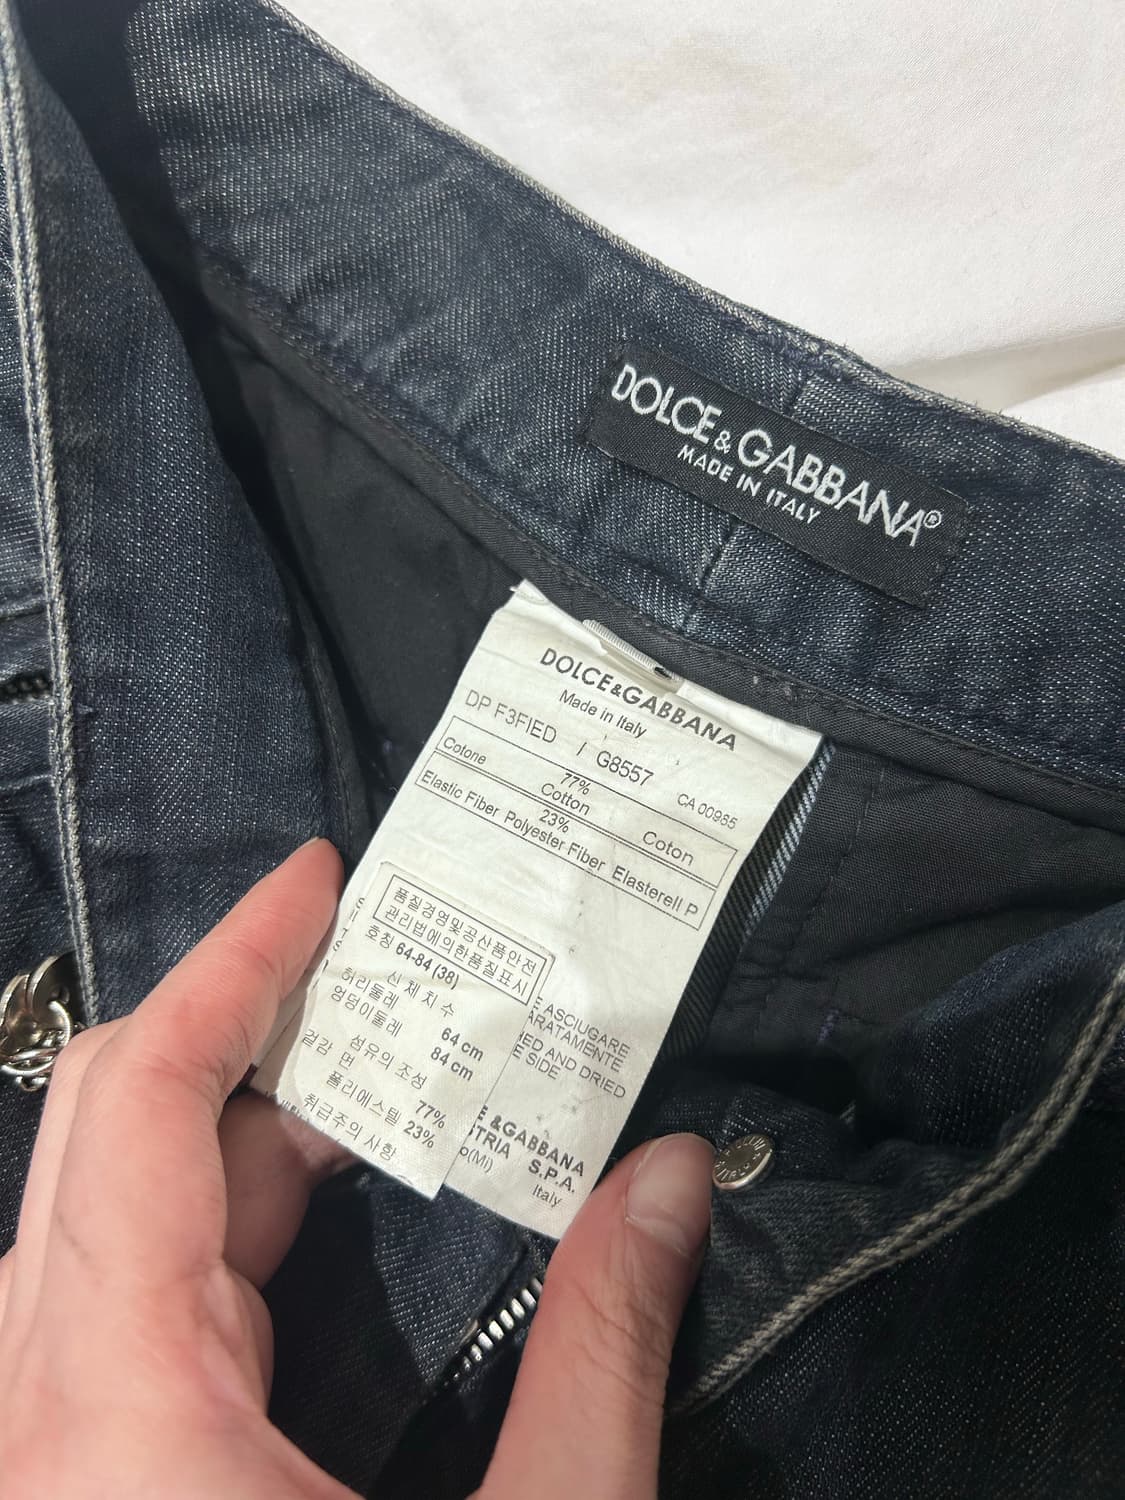 DOLCE & GABBANA®
MADE IN ITALY
DOLCE&GABBANA
Made in Italy
DP F3FIED / G8557
CA 00985
77%
Cotone Cotton Coton
23%
Elastic Fiber Polyester Fiber Elasterell P
품질경영및공산품안전
관리법에의한품질표시
호칭 64-84 (38)
신 체 치 수
허리둘레 64 cm
엉덩이둘레 84 cm
섬유의 조성
겉감 면 77%
폴리에스텔 23%
취급주의 사항
E ASCIUGARE
ARATAMENTE
ED AND DRIED
E SIDE
E &GABBANA
STRIA S.P.A.
o(MI) Italy